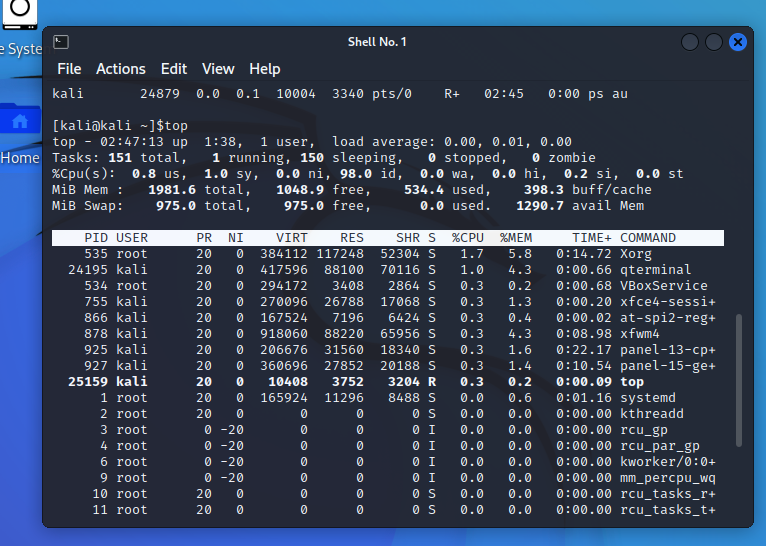 e Syste
Home
Shell No. 1
File Actions Edit View Help
kali 24879 0.0 0.1 10004 3340 pts/0 R+ 02:45 0:00 ps au
[kali@kali ~]$top
top - 02:47:13 up 1:38, 1 user, load average: 0.00, 0.01, 0.00
Tasks: 151 total, 1 running, 150 sleeping, 0 stopped, 0 zombie
%Cpu(s): 0.8 us, 1.0 sy, 0.0 ni, 98.0 id, 0.0 wa, 0.0 hi, 0.2 si, 0.0 st
MiB Mem : 1981.6 total, 1048.9 free, 534.4 used, 398.3 buff/cache
MiB Swap: 975.0 total, 975.0 free, 0.0 used. 1290.7 avail Mem
PID USER PR NI VIRT RES SHR S %CPU %MEM TIME+ COMMAND
535 root 20 0 384112 117248 52304 S 1.7 5.8 0:14.72 Xorg
24195 kali 20 0 417596 88100 70116 S 1.0 4.3 0:00.66 qterminal
534 root 20 0 294172 3408 2864 S 0.3 0.2 0:00.68 VBoxService
755 kali 20 0 270096 26788 17068 S 0.3 1.3 0:00.20 xfce4-sessi+
866 kali 20 0 167524 7196 6424 S 0.3 0.4 0:00.02 at-spi2-reg+
878 kali 20 0 918060 88220 65956 S 0.3 4.3 0:08.98 xfwm4
925 kali 20 0 206676 31560 18340 S 0.3 1.6 0:22.17 panel-13-cp+
927 kali 20 0 360696 27852 20188 S 0.3 1.4 0:10.54 panel-15-ge+
25159 kali 20 0 10408 3752 3204 R 0.3 0.2 0:00.09 top
1 root 20 0 165924 11296 8488 S 0.0 0.6 0:01.16 systemd
2 root 20 0 0 0 0 S 0.0 0.0 0:00.00 kthreadd
3 root 0 -20 0 0 0 I 0.0 0.0 0:00.00 rcu_gp
4 root 0 -20 0 0 0 I 0.0 0.0 0:00.00 rcu_par_gp
6 root 0 -20 0 0 0 I 0.0 0.0 0:00.00 kworker/0:0+
9 root 0 -20 0 0 0 I 0.0 0.0 0:00.00 mm_percpu_wq
10 root 20 0 0 0 0 S 0.0 0.0 0:00.00 rcu_tasks_r+
11 root 20 0 0 0 0 S 0.0 0.0 0:00.00 rcu_tasks_t+